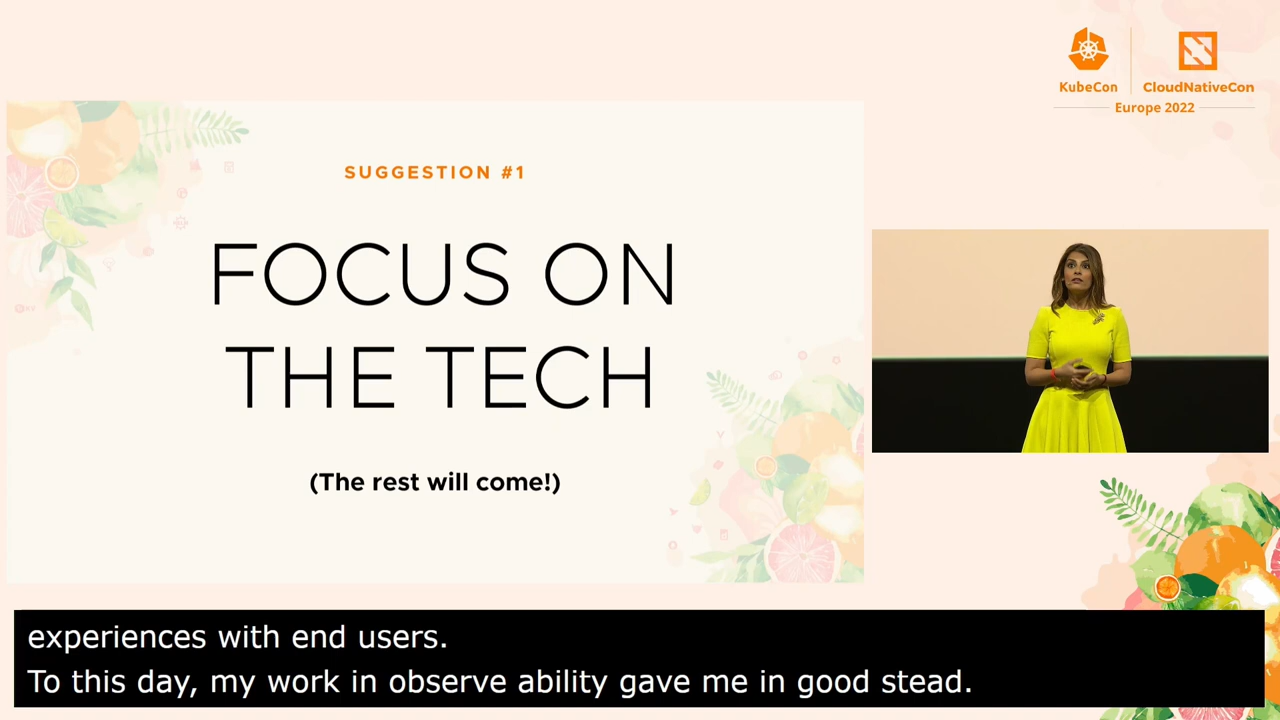 KubeCon
CloudNativeCon
Europe 2022
SUGGESTION #1
FOCUS ON
THE TECH
(The rest will come!)
experiences with end users.
To this day, my work in observe ability gave me in good stead.